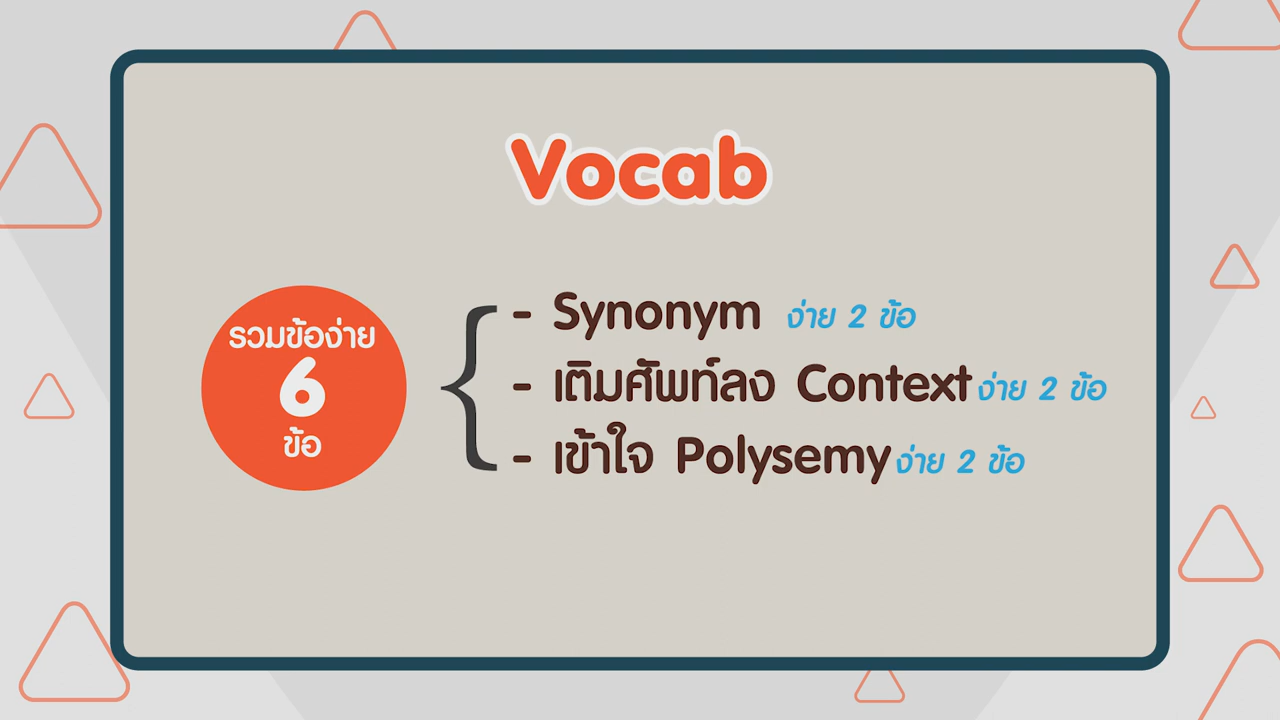 Vocab
รวมข้อง่าย
6
ข้อ
- Synonym ง่าย 2 ข้อ
- เติมศัพท์ลง Context ง่าย 2 ข้อ
- เข้าใจ Polysemy ง่าย 2 ข้อ